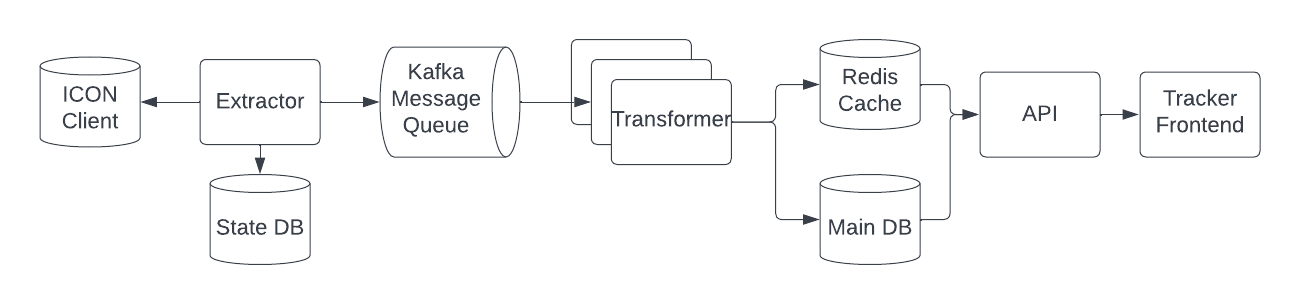 ICON
Client
Extractor
State DB
Kafka
Message
Queue
Transformer
Redis
Cache
Main DB
API
Tracker
Frontend